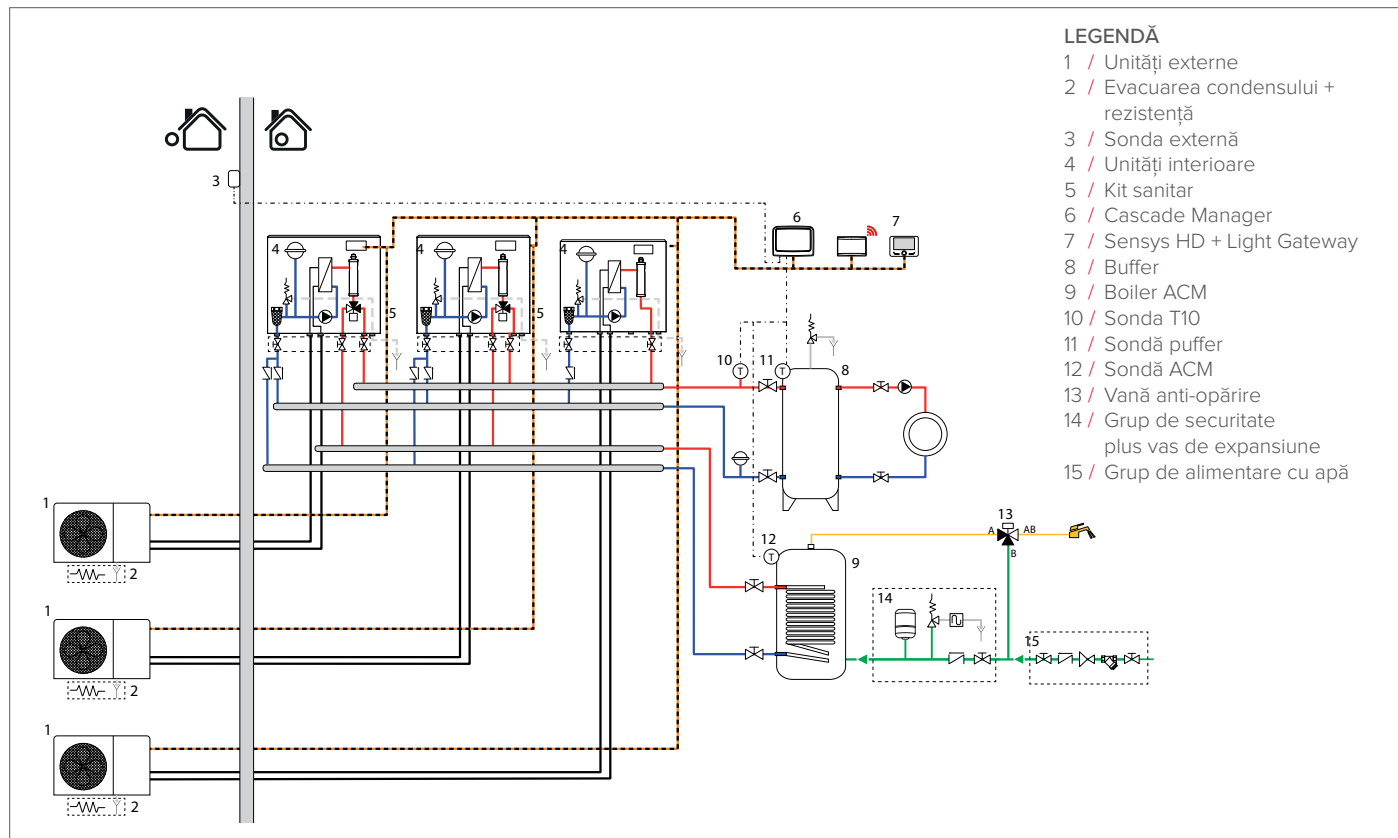 LEGENDĂ
1 / Unități externe
2 / Evacuarea condensului +
rezistență
3 / Sonda externă
4 / Unități interioare
5 / Kit sanitar
6 / Cascade Manager
7 / Sensys HD + Light Gateway
8 / Buffer
9 / Boiler ACM
10 / Sonda T10
11 / Sondă puffer
12 / Sondă ACM
13 / Vană anti-opărire
14 / Grup de securitate
plus vas de expansiune
15 / Grup de alimentare cu apă
3
6
7
4
4
4
5
5
10
T
11
T
8
1
2
13
A
AB
B
12
T
9
14
15
1
2
1
2